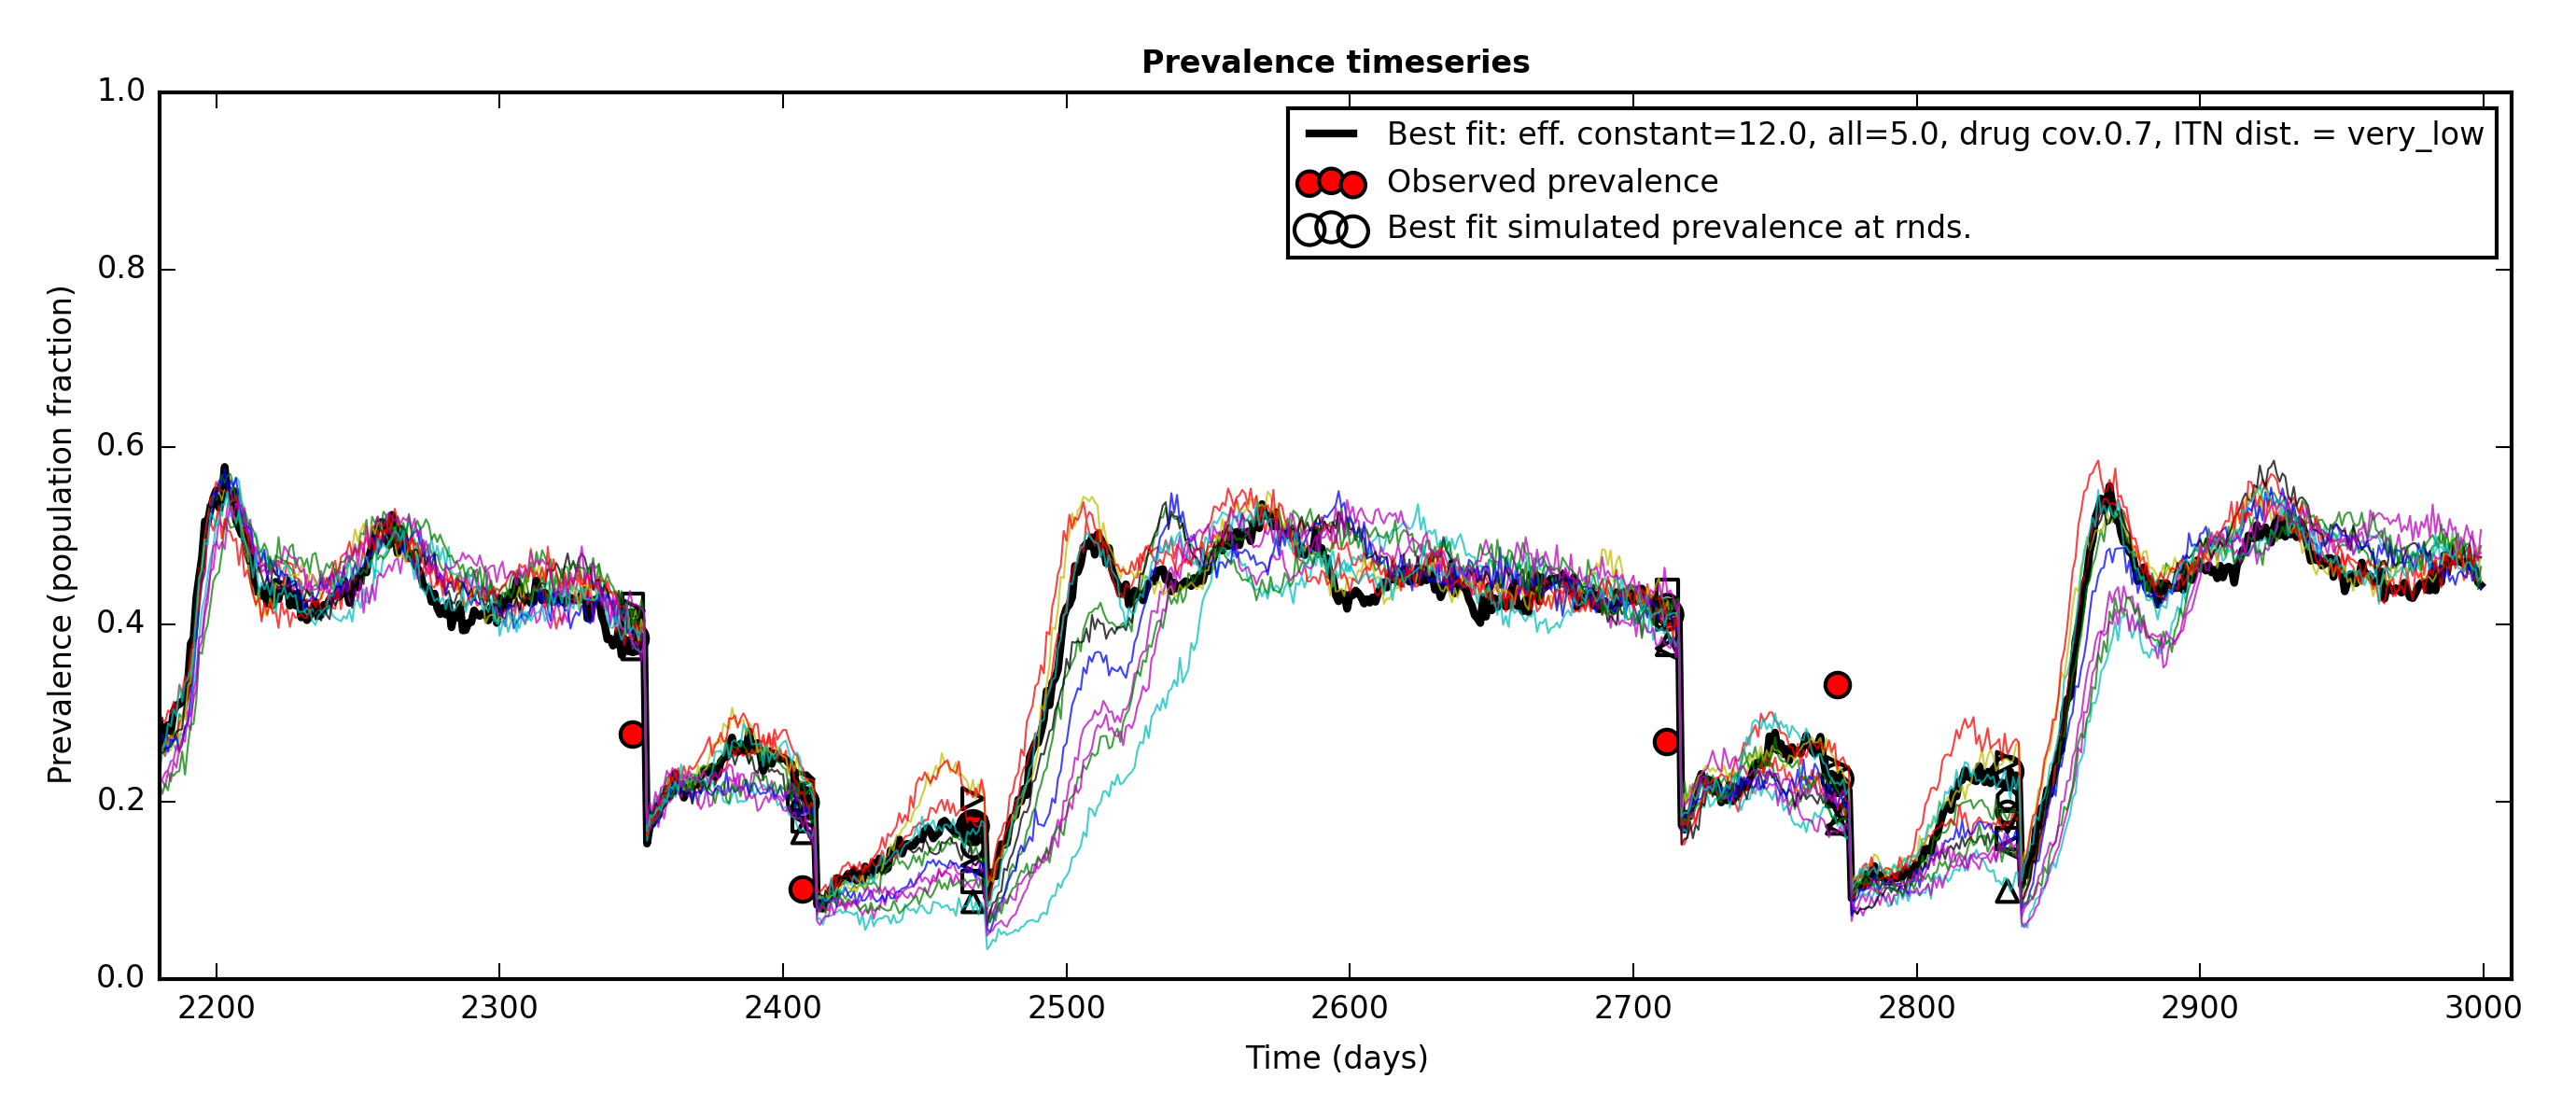 Prevalence timeseries
1.0
0.8
0.6
0.4
0.2
0.0
Prevalence (population fraction)
Best fit: eff. constant=12.0, all=5.0, drug cov.0.7, ITN dist. = very_low
Observed prevalence
Best fit simulated prevalence at rnds.
2200 2300 2400 2500 2600 2700 2800 2900 3000
Time (days)